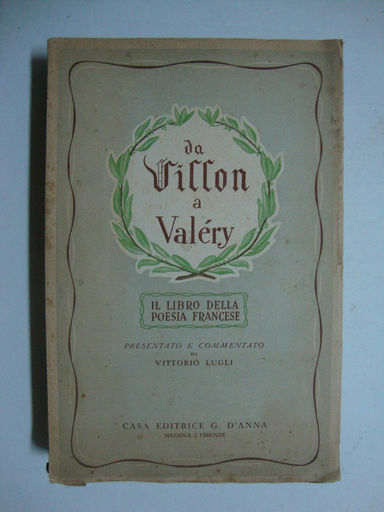 da
Villon
a
Valéry
IL LIBRO DELLA
POESIA FRANCESE
PRESENTATO E COMMENTATO
DA
VITTORIO LUGLI
CASA EDITRICE G. D'ANNA
MESSINA : FIRENZE